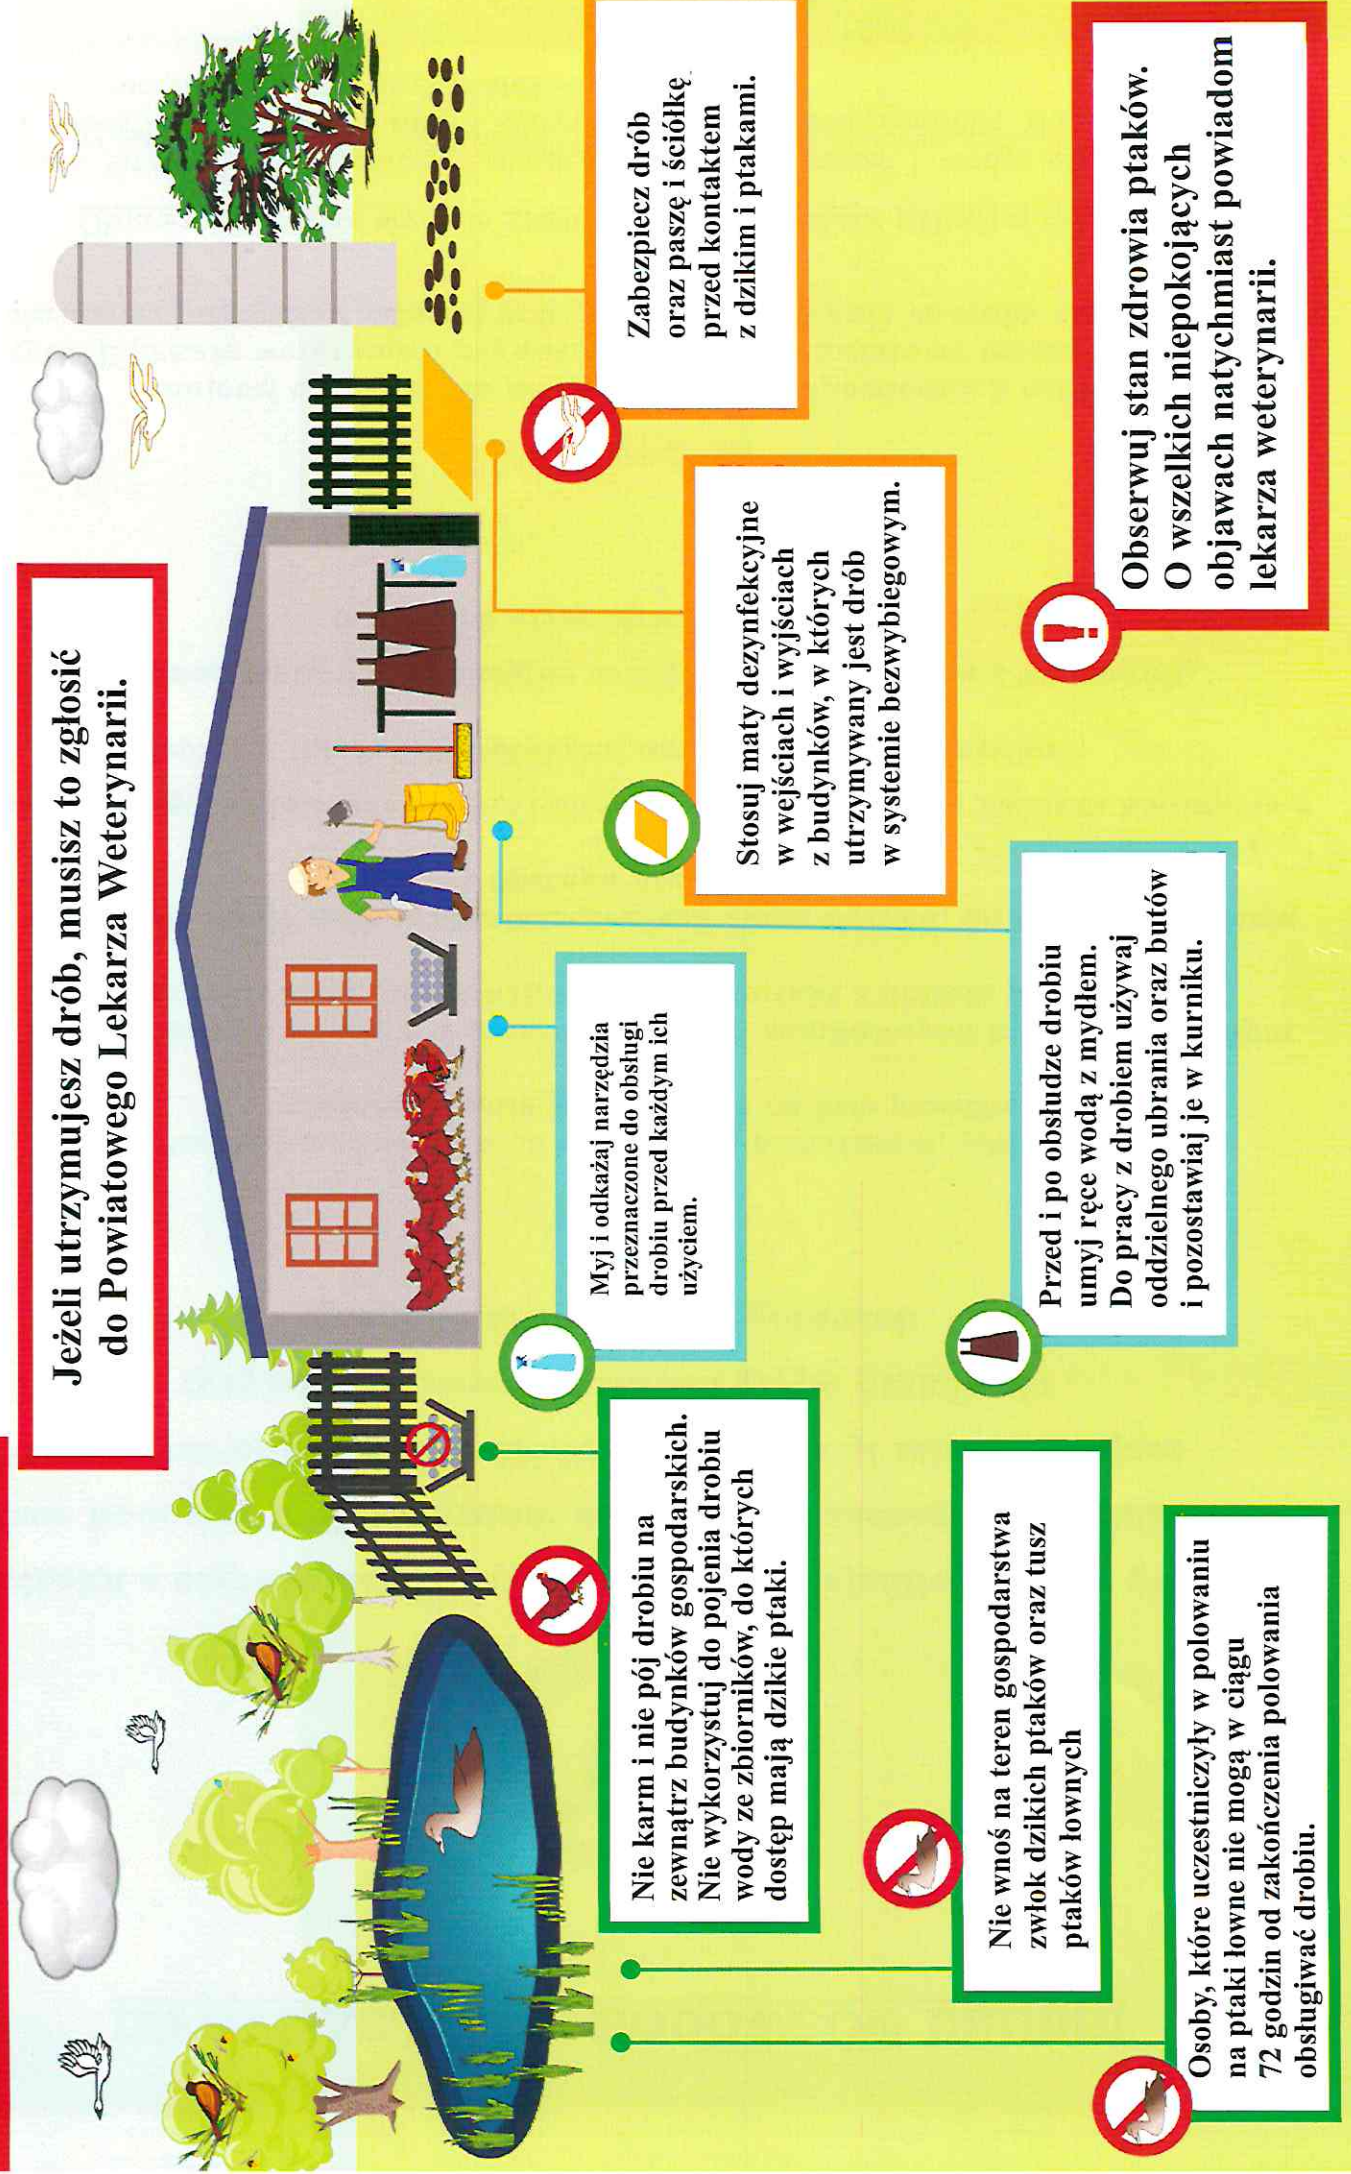 Jeżeli utrzymujesz drób, musisz to zgłosić
do Powiatowego Lekarza Weterynarii.
Nie karm i nie pój drobiu na
zewnątrz budynków gospodarskich.
Nie wykorzystuj do pojenia drobiu
wody ze zbiorników, do których
dostęp mają dzikie ptaki.
Myj i odkażaj narzędzia
przeznaczone do obsługi
drobiu przed każdym ich
użyciem.
Stosuj maty dezynfekcyjne
w wejściach i wyjściach
z budynków, w których
utrzymywany jest drób
w systemie bezwybiegowym.
Zabezpiecz drób
oraz paszę i ściółkę
przed kontaktem
z dzikim i ptakami.
Nie wnoś na teren gospodarstwa
zwłok dzikich ptaków oraz tusz
ptaków łownych
Przed i po obsłudze drobiu
umyj ręce wodą z mydłem.
Do pracy z drobiem używaj
oddzielnego ubrania oraz butów
i pozostawiaj je w kurniku.
Osoby, które uczestniczyły w polowaniu
na ptaki łowne nie mogą w ciągu
72 godzin od zakończenia polowania
obsługiwać drobiu.
Obserwuj stan zdrowia ptaków.
O wszelkich niepokojących
objawach natychmiast powiadom
lekarza weterynarii.